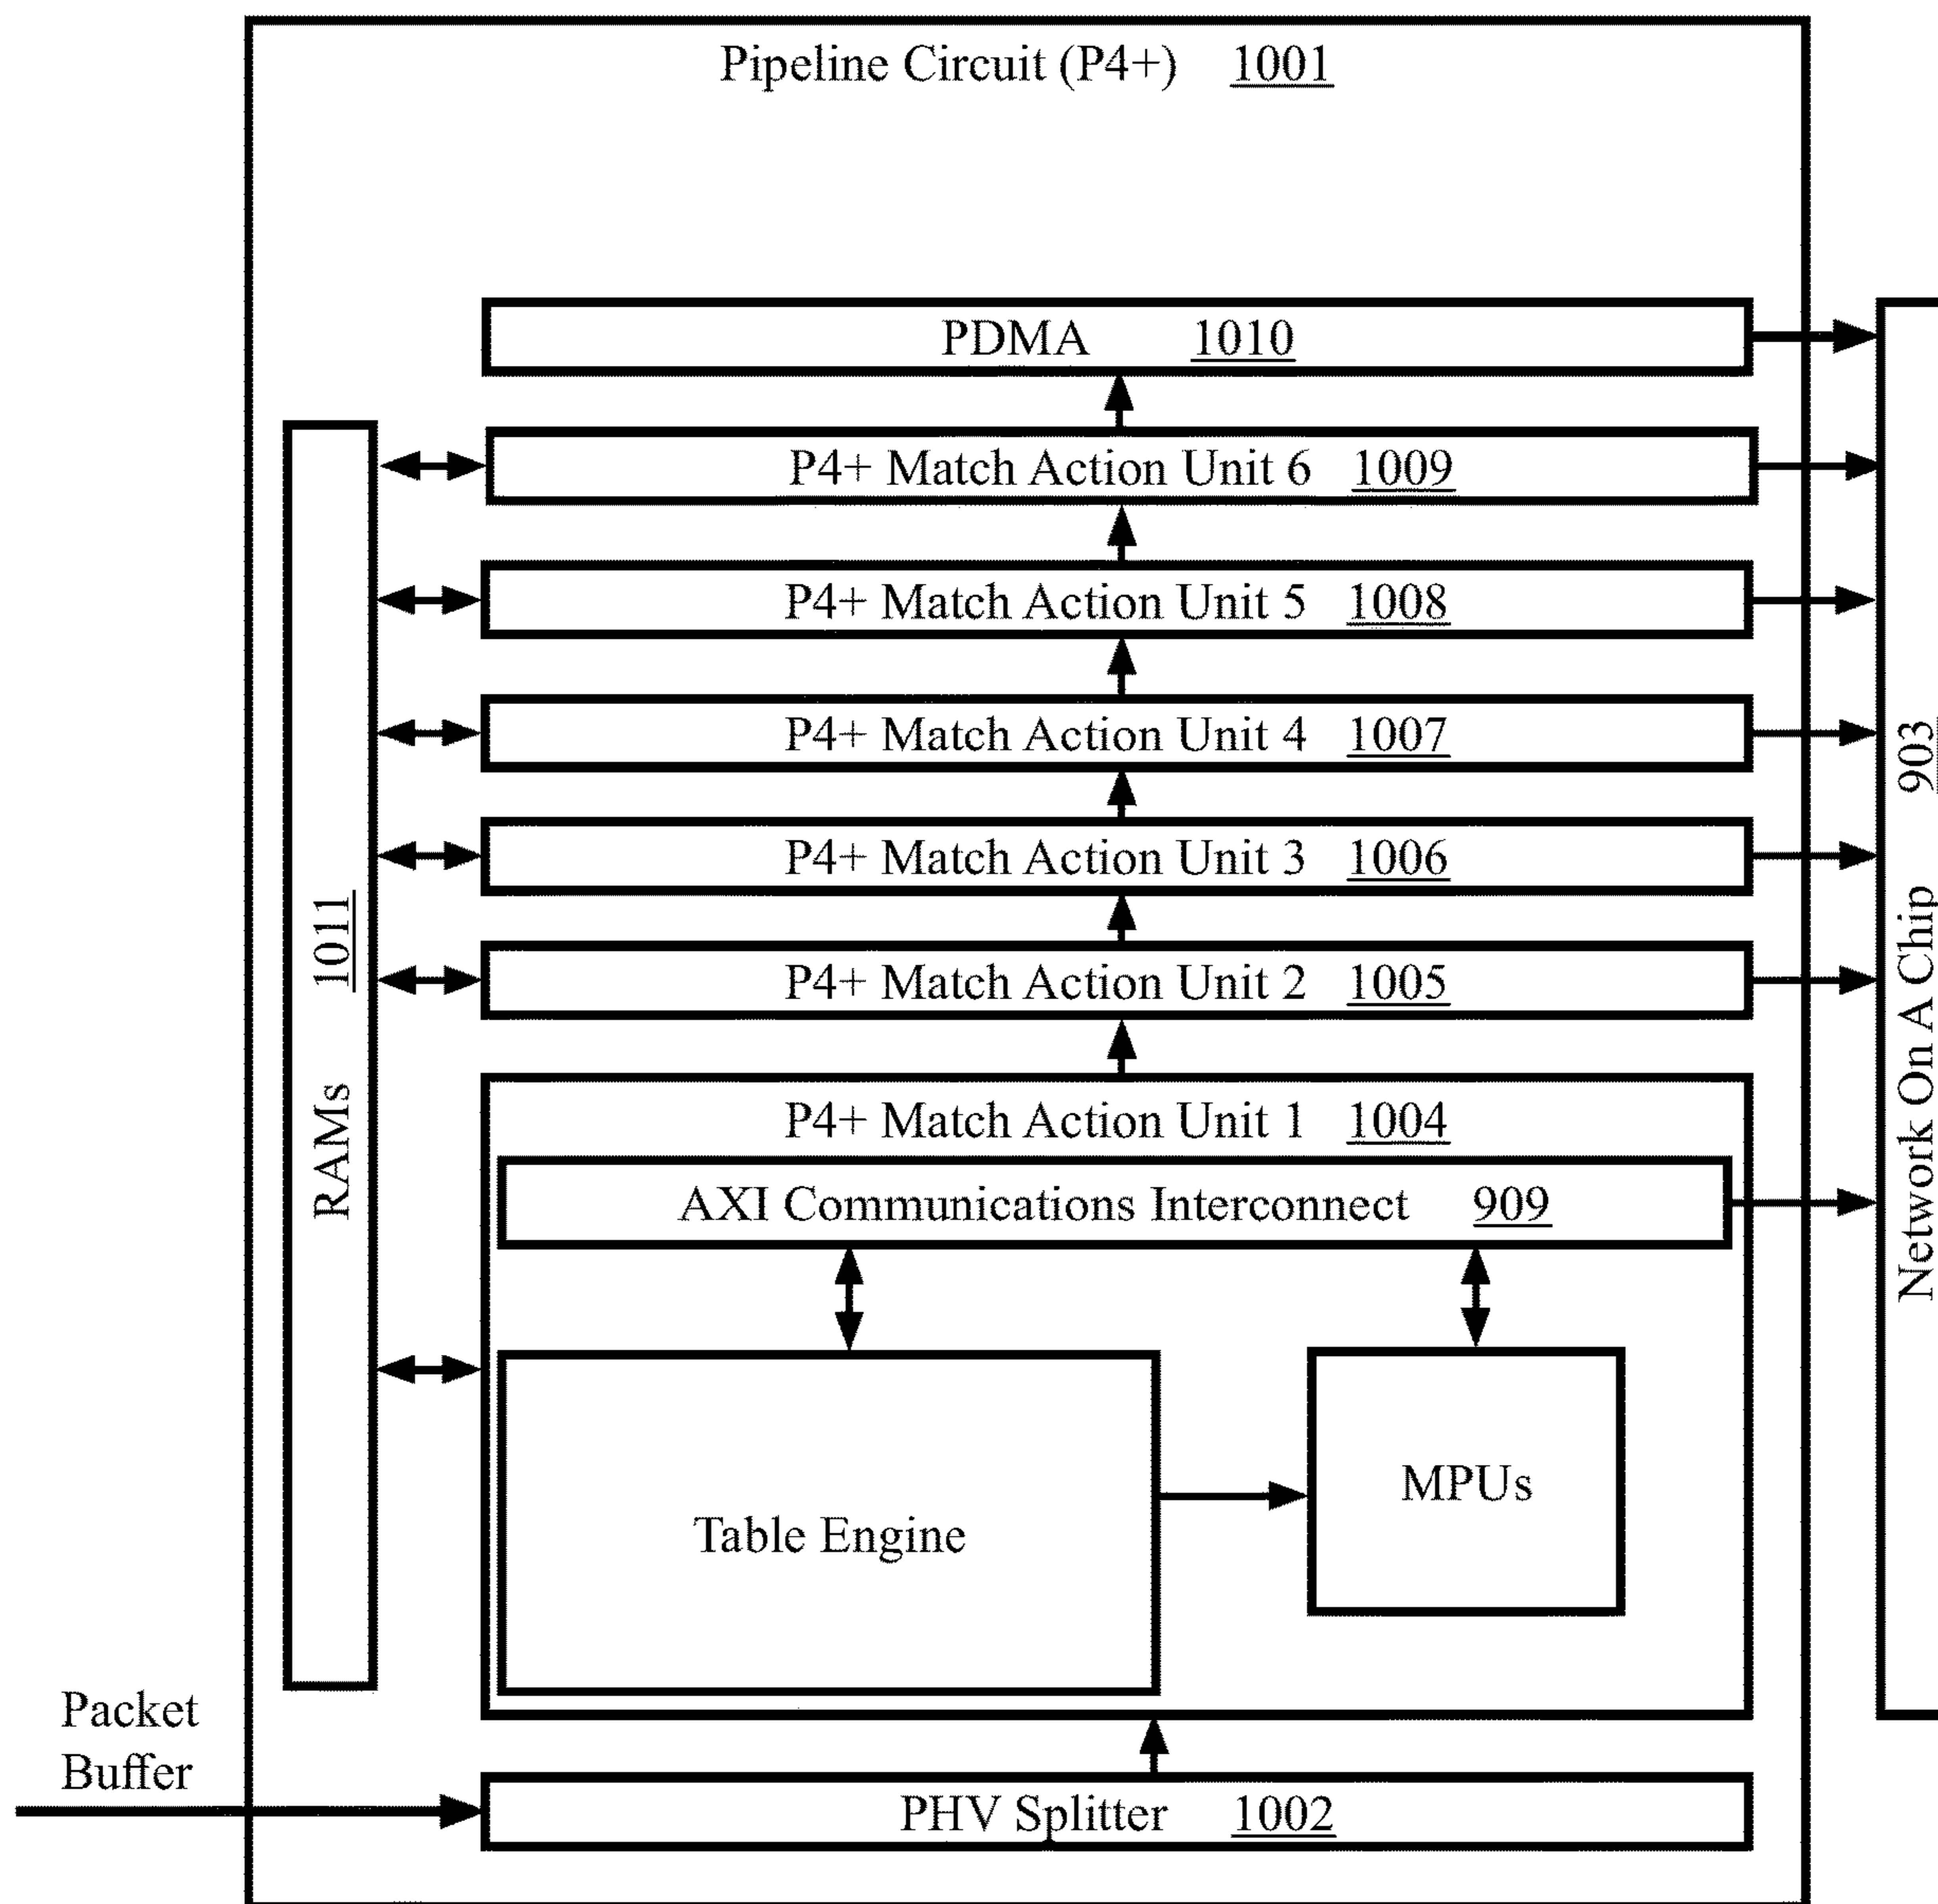 Pipeline Circuit (P4+) 1001
PDMA 1010
P4+ Match Action Unit 6 1009
P4+ Match Action Unit 5 1008
P4+ Match Action Unit 4 1007
P4+ Match Action Unit 3 1006
P4+ Match Action Unit 2 1005
P4+ Match Action Unit 1 1004
AXI Communications Interconnect 909
Table Engine
MPUs
RAMs 1011
Network On A Chip 903
Packet
Buffer
PHV Splitter 1002